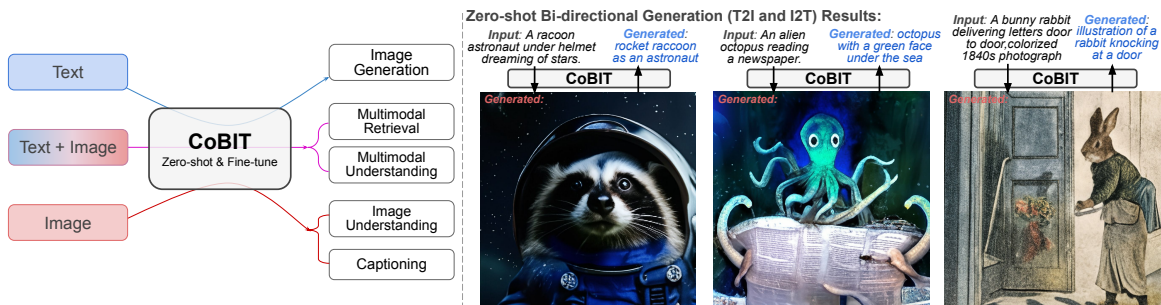 Text
Text + Image
Image
CoBIT
Zero-shot & Fine-tune
Image
Generation
Multimodal
Retrieval
Multimodal
Understanding
Image
Understanding
Captioning
Zero-shot Bi-directional Generation (T2I and I2T) Results:
Input: A racoon
astronaut under helmet
dreaming of stars.
Generated:
rocket raccoon
as an astronaut
CoBIT
Generated:
Input: An alien
octopus reading
a newspaper.
Generated: octopus
with a green face
under the sea
CoBIT
Generated:
Input: A bunny rabbit
delivering letters door
to door,colorized
1840s photograph
Generated:
illustration of a
rabbit knocking
at a door
CoBIT
Generated: